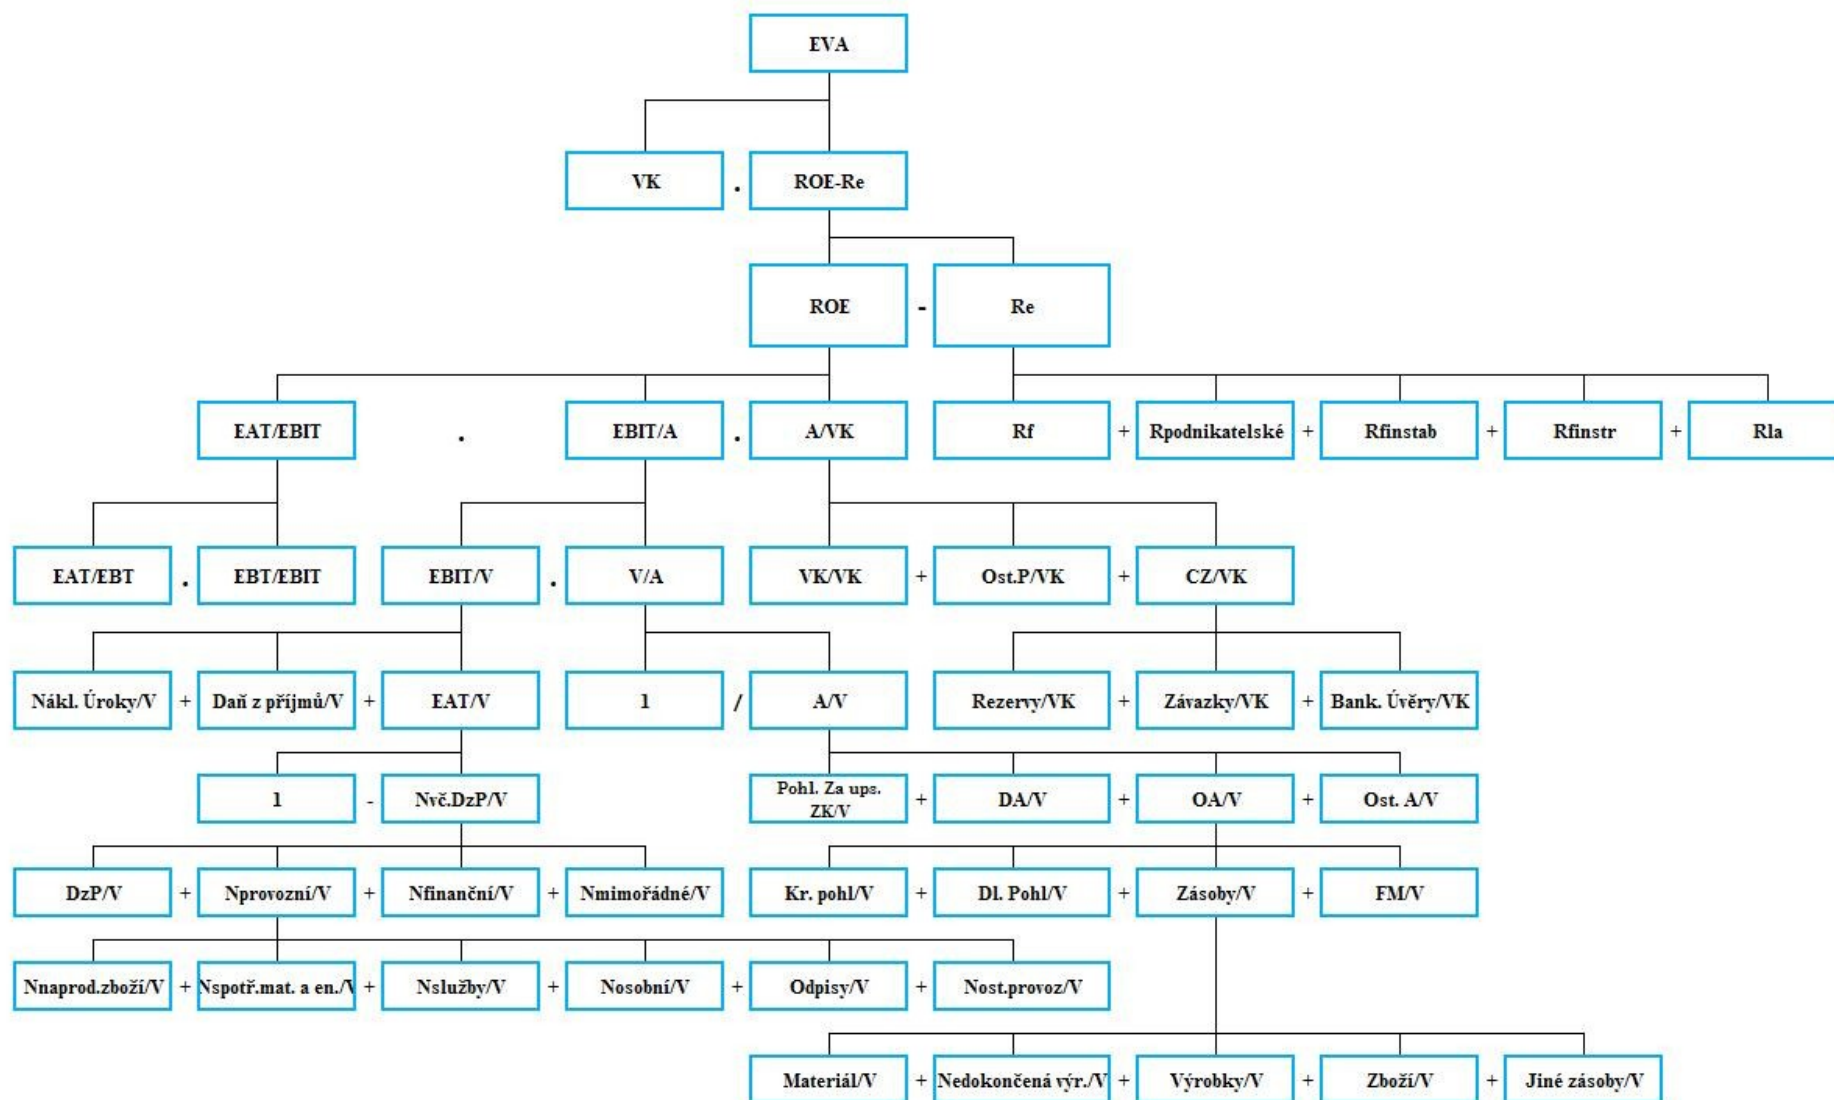 EVA
VK . ROE-Re
ROE - Re
EAT/EBIT . EBIT/A . A/VK Rf + Rpodnikatelské + Rfinstab + Rfinstr + Rla
EAT/EBT . EBT/EBIT EBIT/V . V/A VK/VK + Ost.P/VK + CZ/VK
Nákl. Úroky/V + Daň z příjmů/V + EAT/V 1 / A/V Rezervy/VK + Závazky/VK + Bank. Úvěry/VK
1 - Nvč.DzP/V Pohl. Za ups. + DA/V + OA/V + Ost. A/V
ZK/V
DzP/V + Nprovozní/V + Nfinanční/V + Nmimořádné/V Kr. pohl/V + Dl. Pohl/V + Zásoby/V + FM/V
Nnaprod.zboží/V + Nspotř.mat. a en./V + Nslužby/V + Nosobní/V + Odpisy/V + Nost.provoz/V
Materiál/V + Nedokončená výr./V + Výrobky/V + Zboží/V + Jiné zásoby/V